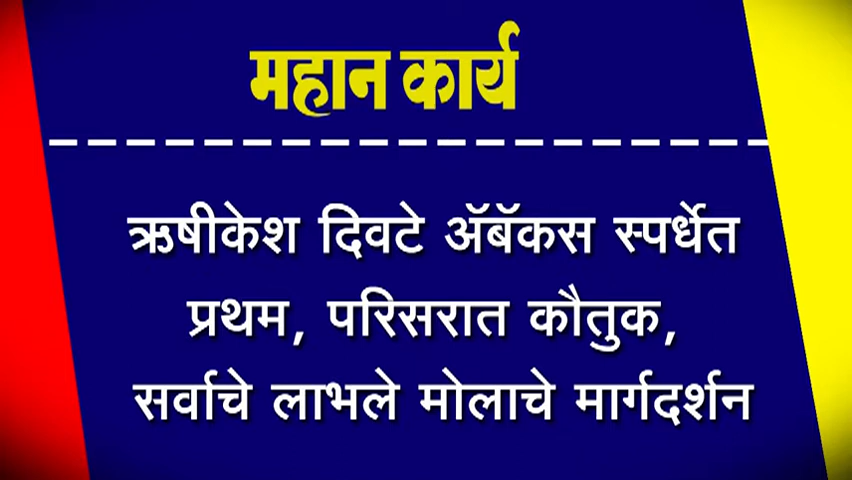 महान कार्य
ऋषीकेश दिवटे ॲबॅकस स्पर्धेत
प्रथम, परिसरात कौतुक,
सर्वाचे लाभले मोलाचे मार्गदर्शन